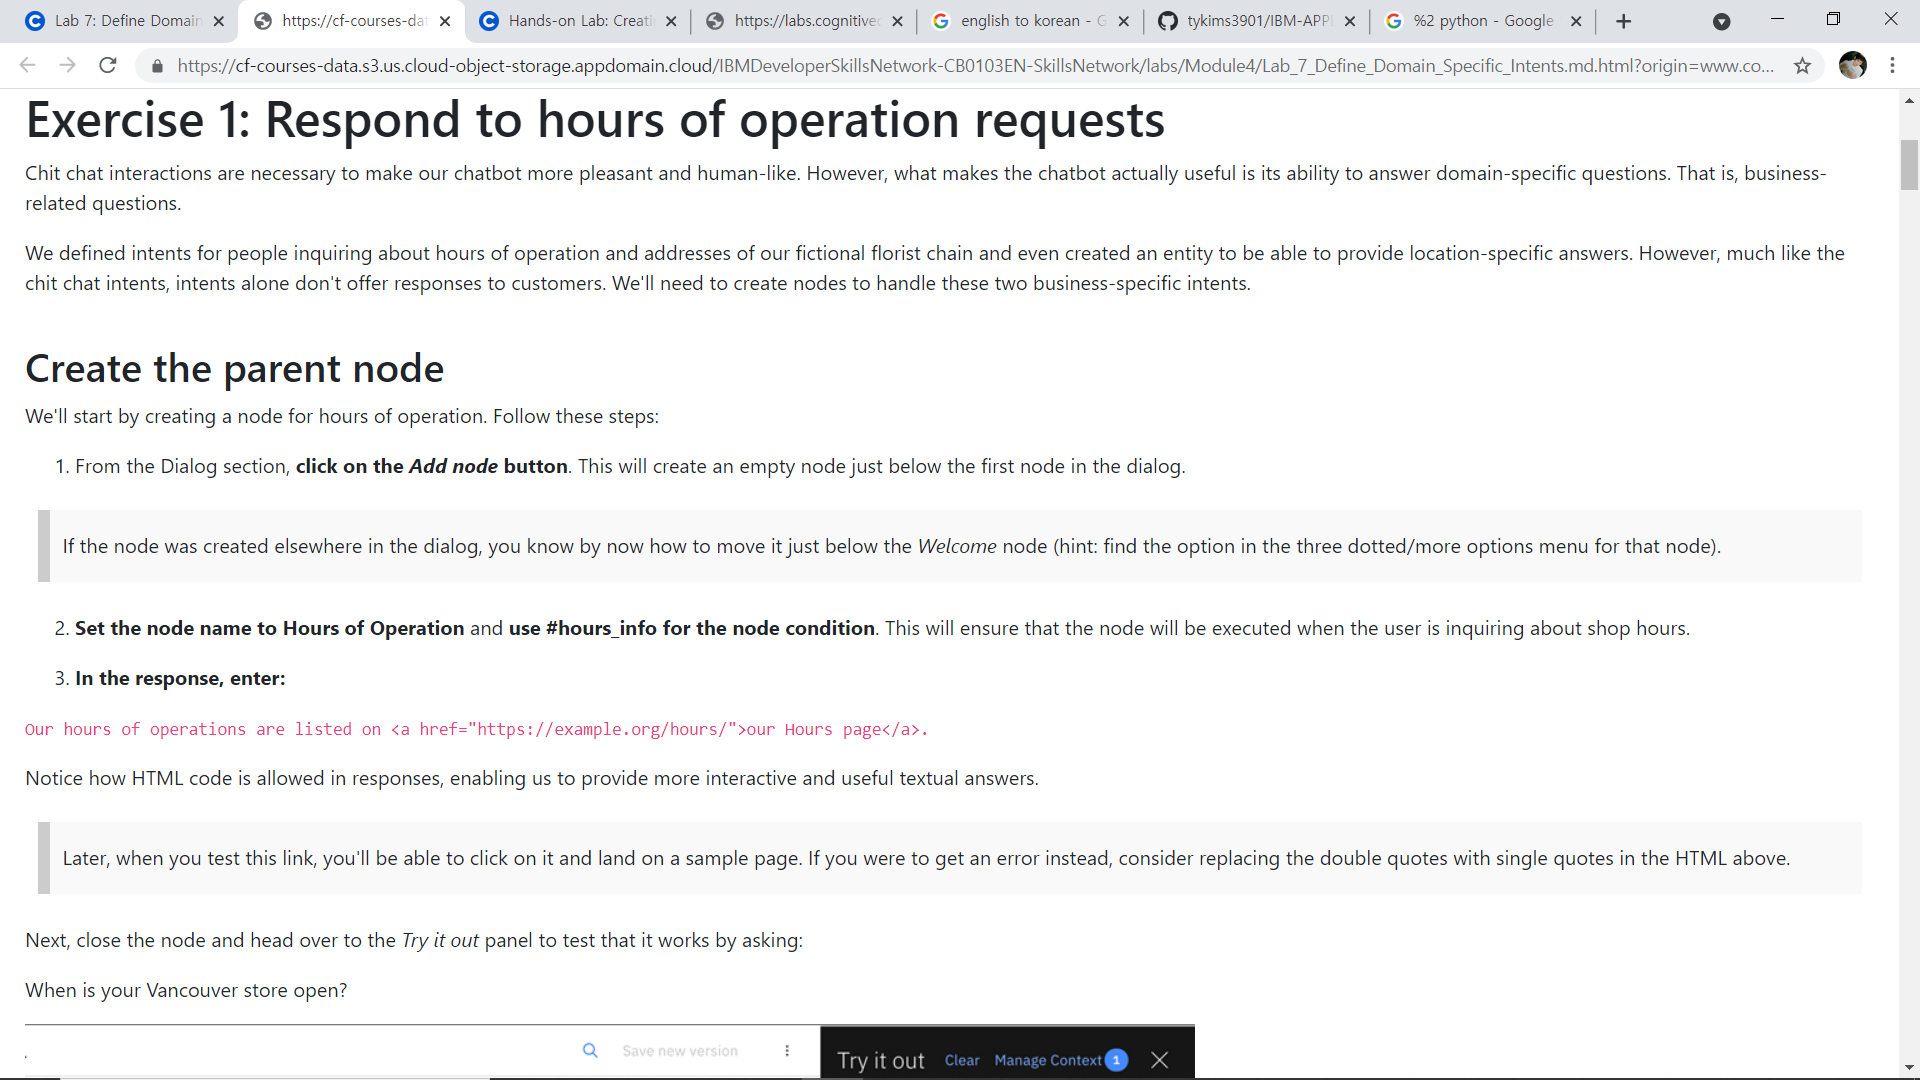 Lab 7: Define Domain
https://cf-courses-dat
Hands-on Lab: Creati
https://labs.cognitivec
english to korean - G
tykims3901/IBM-APPI
%2 python - Google
https://cf-courses-data.s3.us.cloud-object-storage.appdomain.cloud/IBMDeveloperSkillsNetwork-CB0103EN-SkillsNetwork/labs/Module4/Lab_7_Define_Domain_Specific_Intents.md.html?origin=www.co...
Exercise 1: Respond to hours of operation requests
Chit chat interactions are necessary to make our chatbot more pleasant and human-like. However, what makes the chatbot actually useful is its ability to answer domain-specific questions. That is, business-
related questions.
We defined intents for people inquiring about hours of operation and addresses of our fictional florist chain and even created an entity to be able to provide location-specific answers. However, much like the
chit chat intents, intents alone don't offer responses to customers. We'll need to create nodes to handle these two business-specific intents.
Create the parent node
We'll start by creating a node for hours of operation. Follow these steps:
1. From the Dialog section, click on the Add node button. This will create an empty node just below the first node in the dialog.
If the node was created elsewhere in the dialog, you know by now how to move it just below the Welcome node (hint: find the option in the three dotted/more options menu for that node).
2. Set the node name to Hours of Operation and use #hours_info for the node condition. This will ensure that the node will be executed when the user is inquiring about shop hours.
3. In the response, enter:
Our hours of operations are listed on <a href="https://example.org/hours/">our Hours page</a>.
Notice how HTML code is allowed in responses, enabling us to provide more interactive and useful textual answers.
Later, when you test this link, you'll be able to click on it and land on a sample page. If you were to get an error instead, consider replacing the double quotes with single quotes in the HTML above.
Next, close the node and head over to the Try it out panel to test that it works by asking:
When is your Vancouver store open?
Save new version
Try it out Clear Manage Context 1